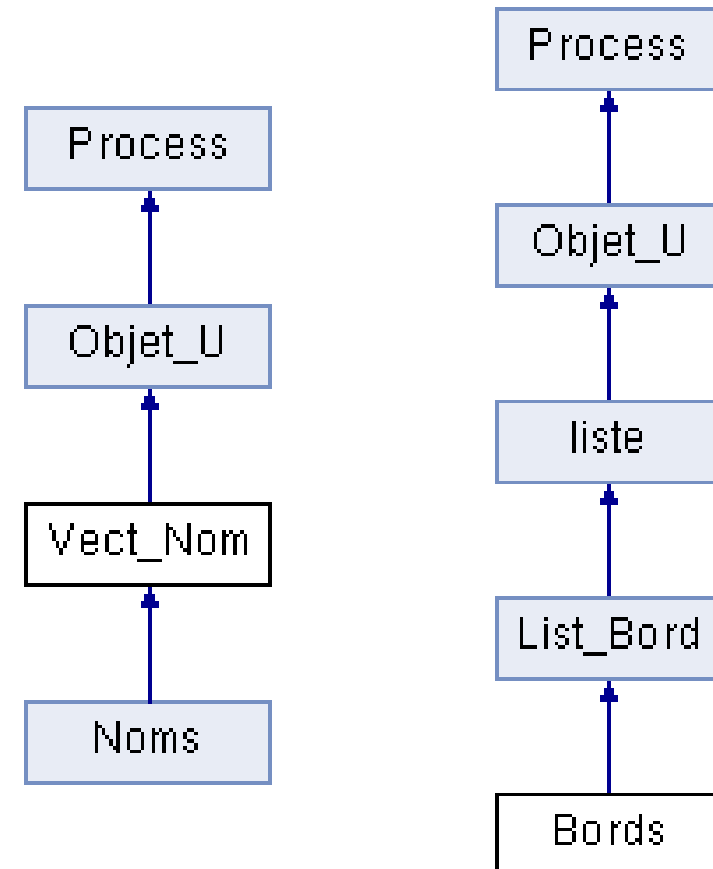 Process
Objet_U
Vect_Nom
Noms
Process
Objet_U
liste
List_Bord
Bords